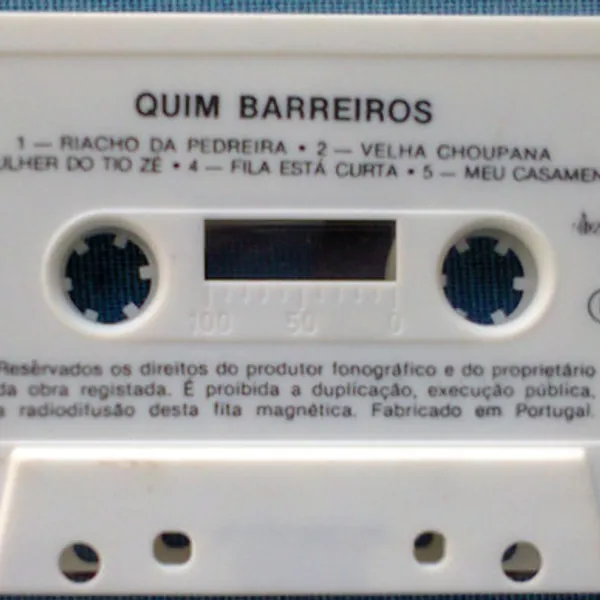 QUIM BARREIROS
1 — RIACHO DA PEDREIRA • 2 — VELHA CHOUPANA
ULHER DO TIO ZÉ • 4 — FILA ESTÁ CURTA • 5 — MEU CASAMEN
100 50 0
Resêrvados os direitos do produtor fonográfico e do proprietário
da obra registada. É proibida a duplicação, execução pública,
a radiodifusão desta fita magnética. Fabricado em Portugal.